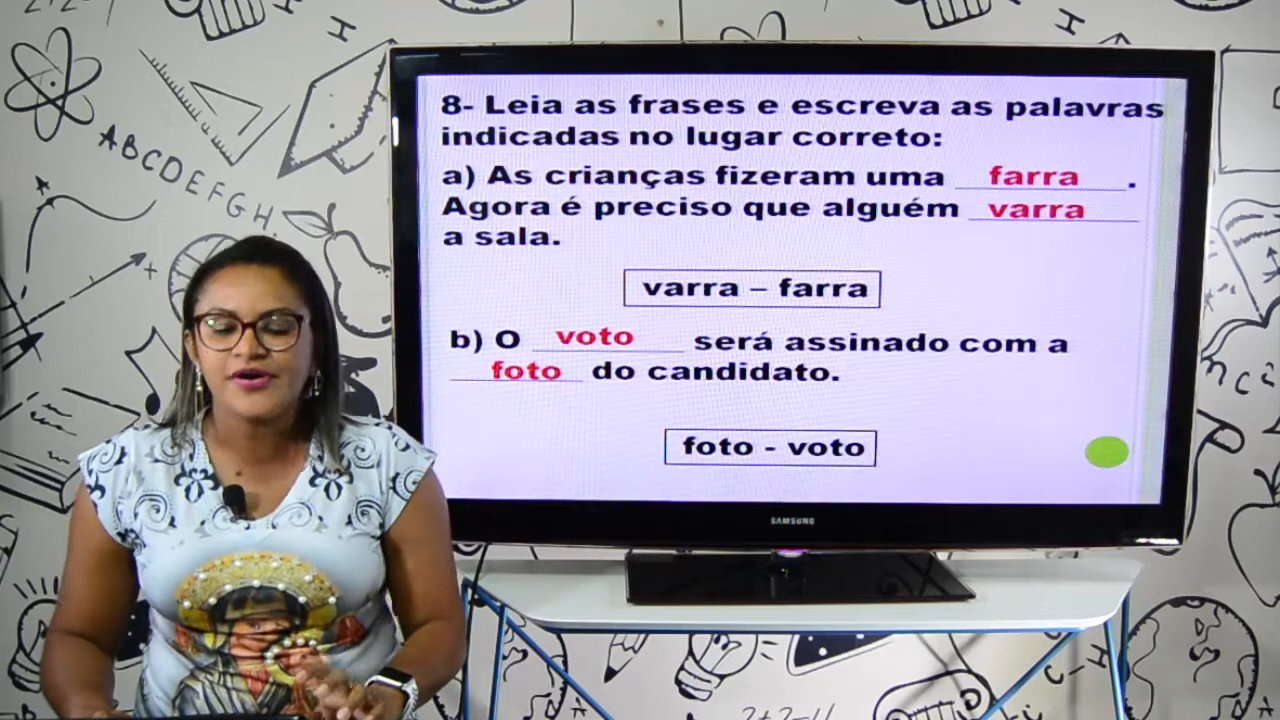 8- Leia as frases e escreva as palavras
indicadas no lugar correto:
a) As crianças fizeram uma farra.
Agora é preciso que alguém varra
a sala.
varra – farra
b) O voto será assinado com a
foto do candidato.
foto - voto
SAMSUNG
ABCDEFGH